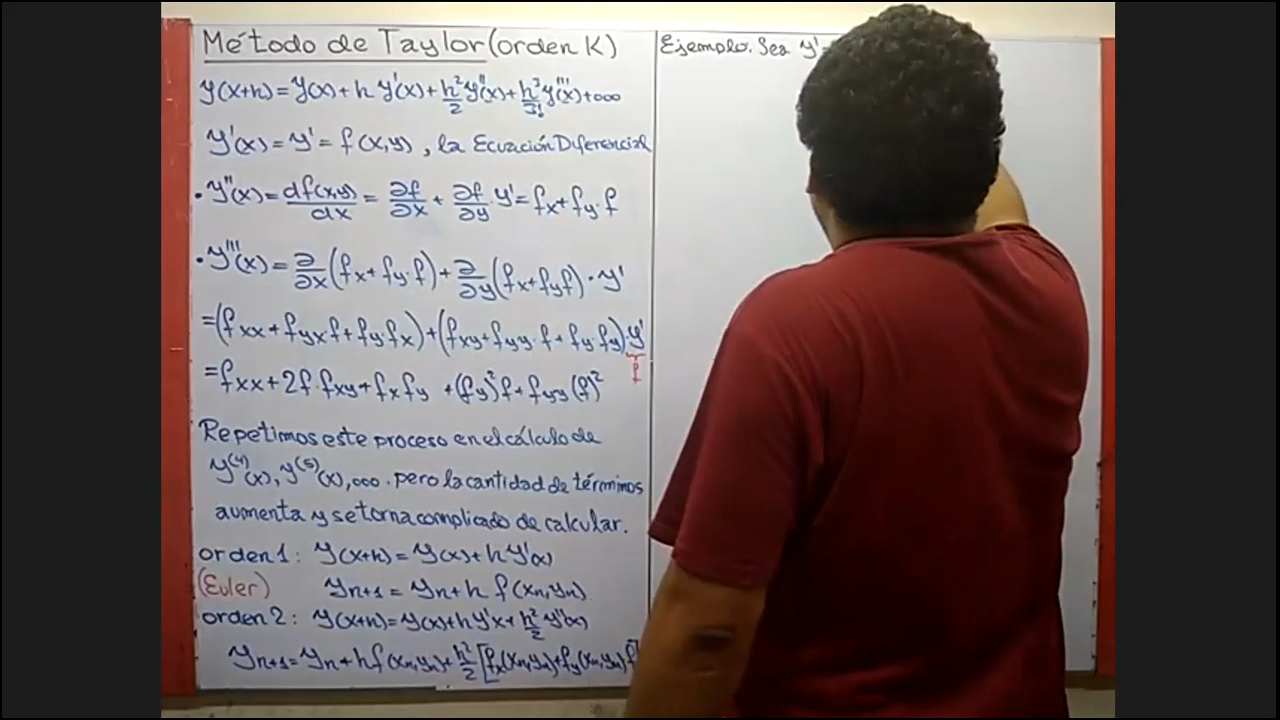 Método de Taylor (orden K)
y(x+h) = y(x) + h y'(x) + h²/2 y''(x) + h³/3! y'''(x) + ooo
y'(x) = y' = f(x,y), la Ecuación Diferencial
• y''(x) = df(x,y)/dx = ∂f/∂x + ∂f/∂y · y' = fx + fy · f
• y'''(x) = ∂/∂x (fx + fy · f) + ∂/∂y (fx + fy f) • y'
= (fxx + fyx f + fy · fx) + (fxy + fyy · f + fy · fy) · y'
f
= fxx + 2f · fxy + fx fy + (fy)² f + fyy (f)²
Repetimos este proceso en el cálculo de
y⁽⁴⁾(x), y⁽⁵⁾(x), ooo. pero la cantidad de términos
aumenta y se torna complicado de calcular.
orden 1: y(x+h) = y(x) + h y'(x)
(Euler) yn+1 = yn + h f(xn, yn)
orden 2: y(x+h) = y(x) + h y'x + h²/2 y''(x)
yn+1 = yn + h f(xn, yn) + h²/2 [fx(xn, yn) + fy(xn, yn) f]
Ejemplo. Sea y'